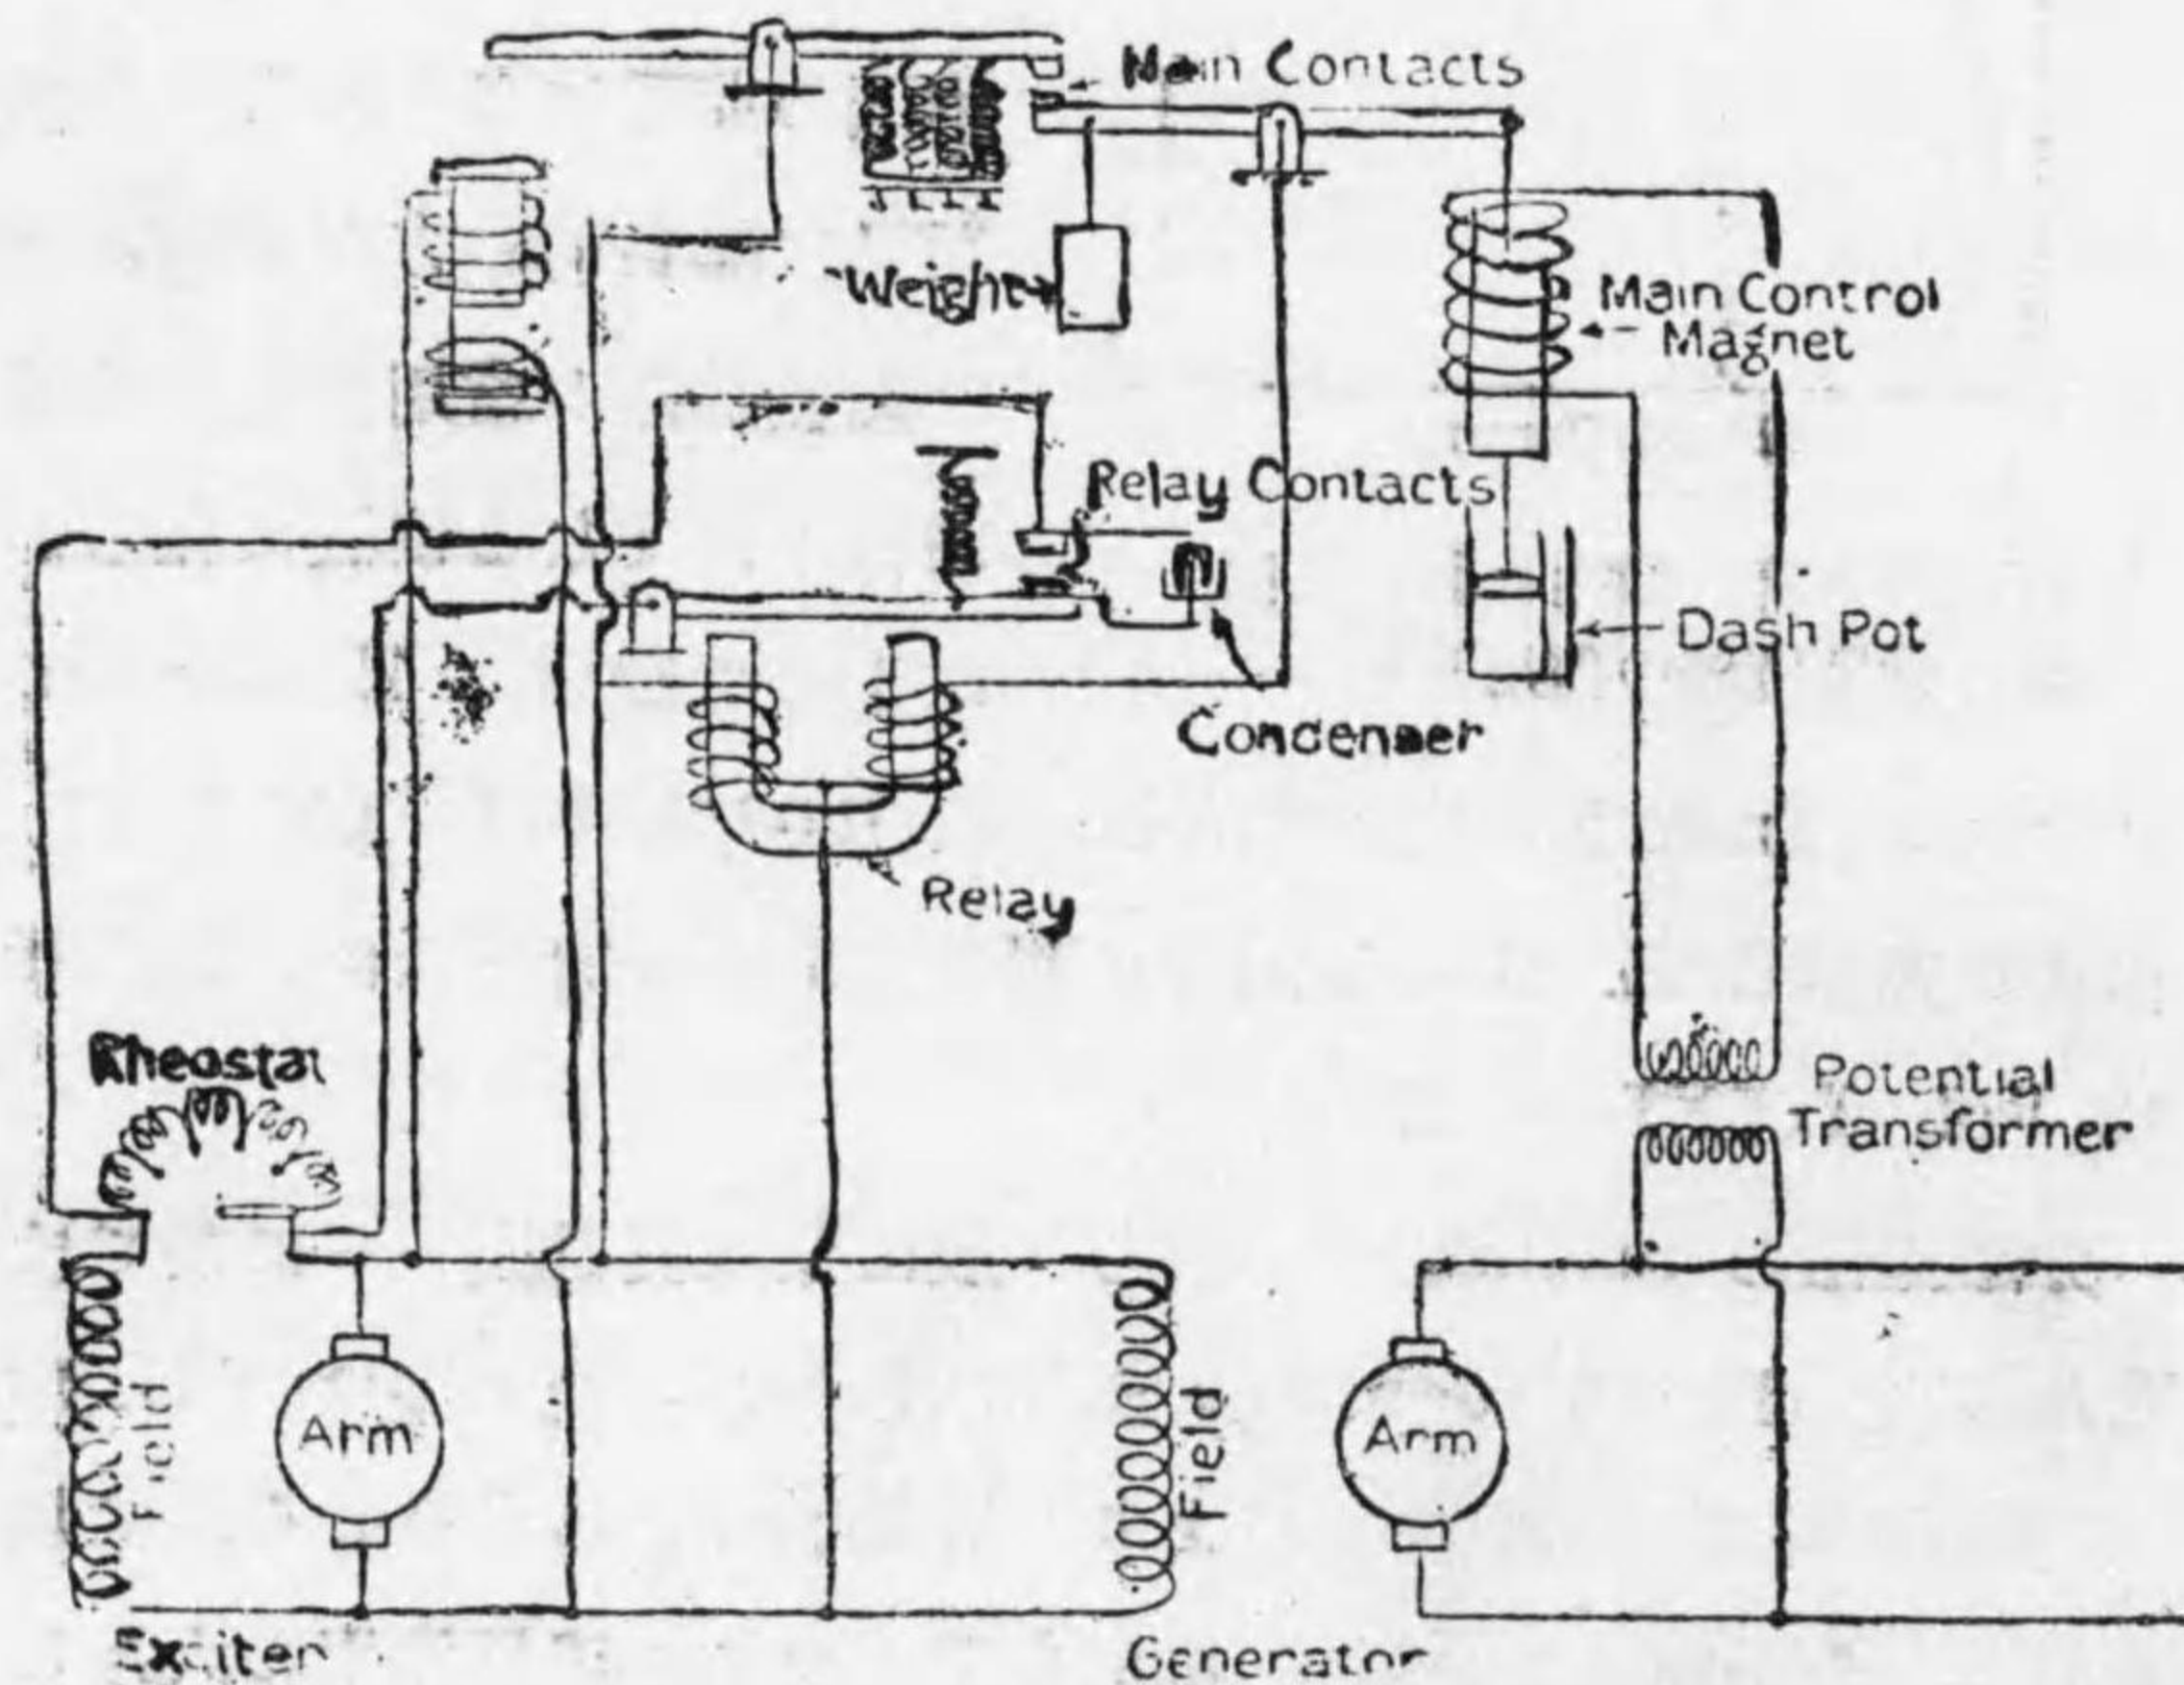 Main Contacts
Weight
Main Control
Magnet
Relay Contacts
Dash Pot
Condenser
Relay
Rheostat
Potential
Transformer
Field
Arm
Field
Arm
Exciter
Generator